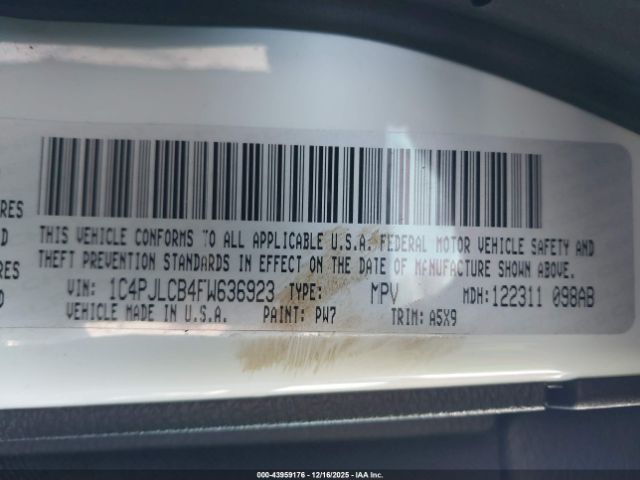 RES
D
RES
D
THIS VEHICLE CONFORMS TO ALL APPLICABLE U.S.A. FEDERAL MOTOR VEHICLE SAFETY AND
THEFT PREVENTION STANDARDS IN EFFECT ON THE DATE OF MANUFACTURE SHOWN ABOVE.
VIN: 1C4PJLCB4FW636923 TYPE: MPV MDH: 122311 098AB
VEHICLE MADE IN U.S.A. PAINT: PW7 TRIM: A5X9
000-43959176 - 12/16/2025 - IAA Inc.